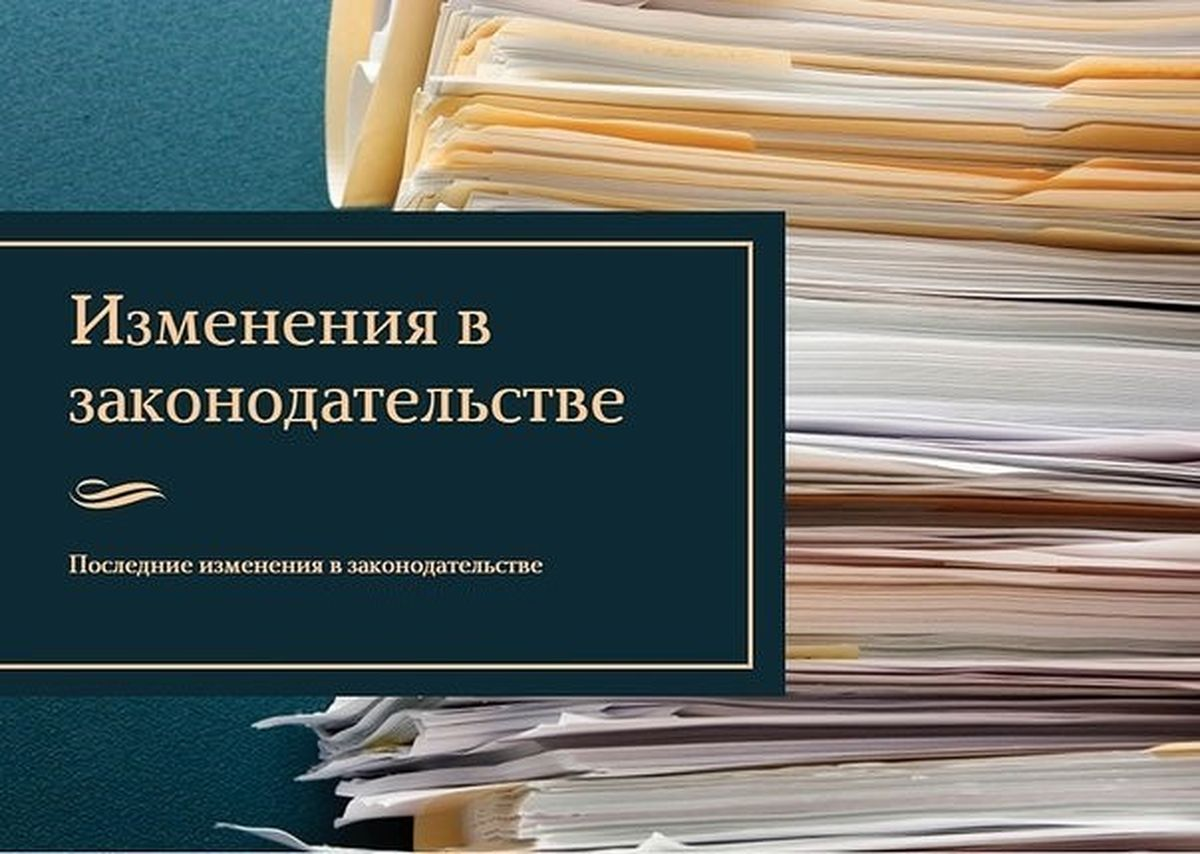 Изменения в
законодательстве
Последние изменения в законодательстве